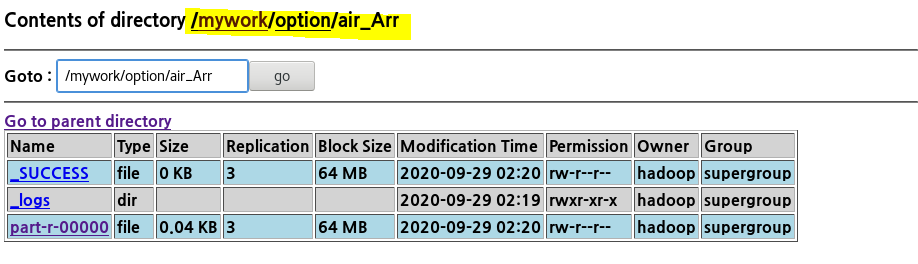 Contents of directory /mywork/option/air_Arr
Goto : /mywork/option/air_Arr go
Go to parent directory
Name Type Size Replication Block Size Modification Time Permission Owner Group
_SUCCESS file 0 KB 3 64 MB 2020-09-29 02:20 rw-r--r-- hadoop supergroup
_logs dir 2020-09-29 02:19 rwxr-xr-x hadoop supergroup
part-r-00000 file 0.04 KB 3 64 MB 2020-09-29 02:20 rw-r--r-- hadoop supergroup